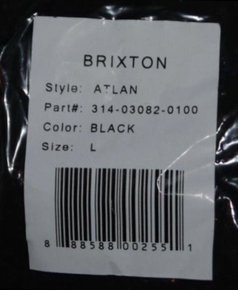 BRIXTON
Style: ATLAN
Part#: 314-03082-0100
Color: BLACK
Size: L
8 88588 00255 1